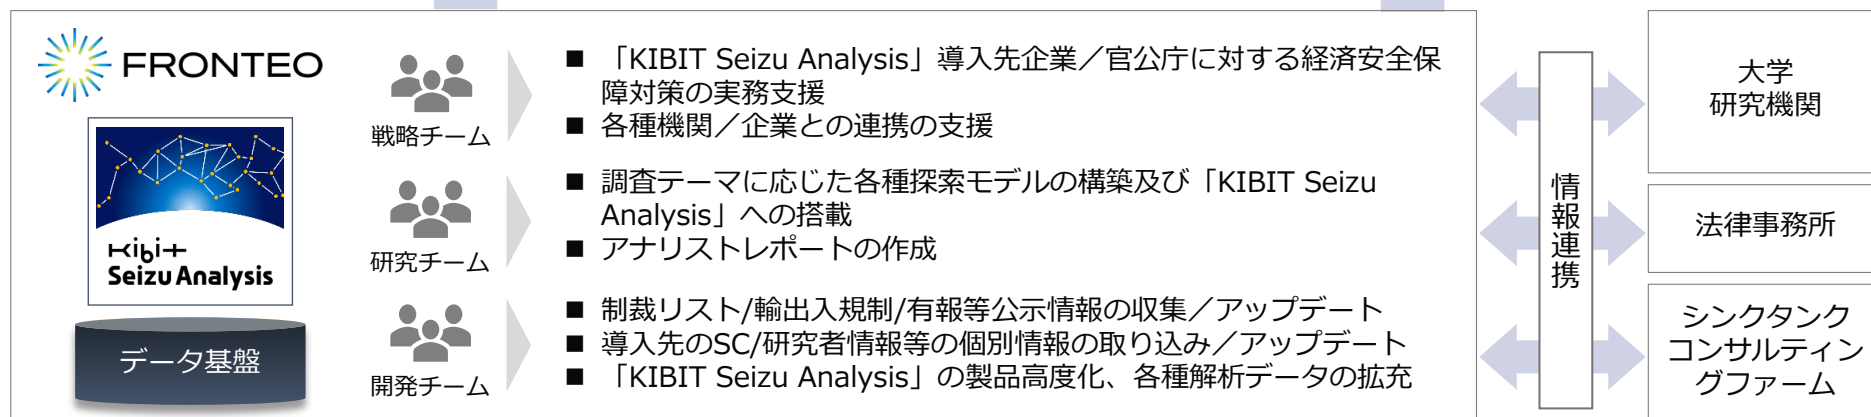 FRONTEO
kibit
Seizu Analysis
データ基盤
戦略チーム
■ 「KIBIT Seizu Analysis」導入先企業／官公庁に対する経済安全保
障対策の実務支援
■ 各種機関／企業との連携の支援
研究チーム
■ 調査テーマに応じた各種探索モデルの構築及び「KIBIT Seizu
Analysis」への搭載
■ アナリストレポートの作成
開発チーム
■ 制裁リスト/輸出入規制/有報等公示情報の収集／アップデート
■ 導入先のSC/研究者情報等の個別情報の取り込み／アップデート
■ 「KIBIT Seizu Analysis」の製品高度化、各種解析データの拡充
情報連携
大学
研究機関
法律事務所
シンクタンク
コンサルティン
グファーム